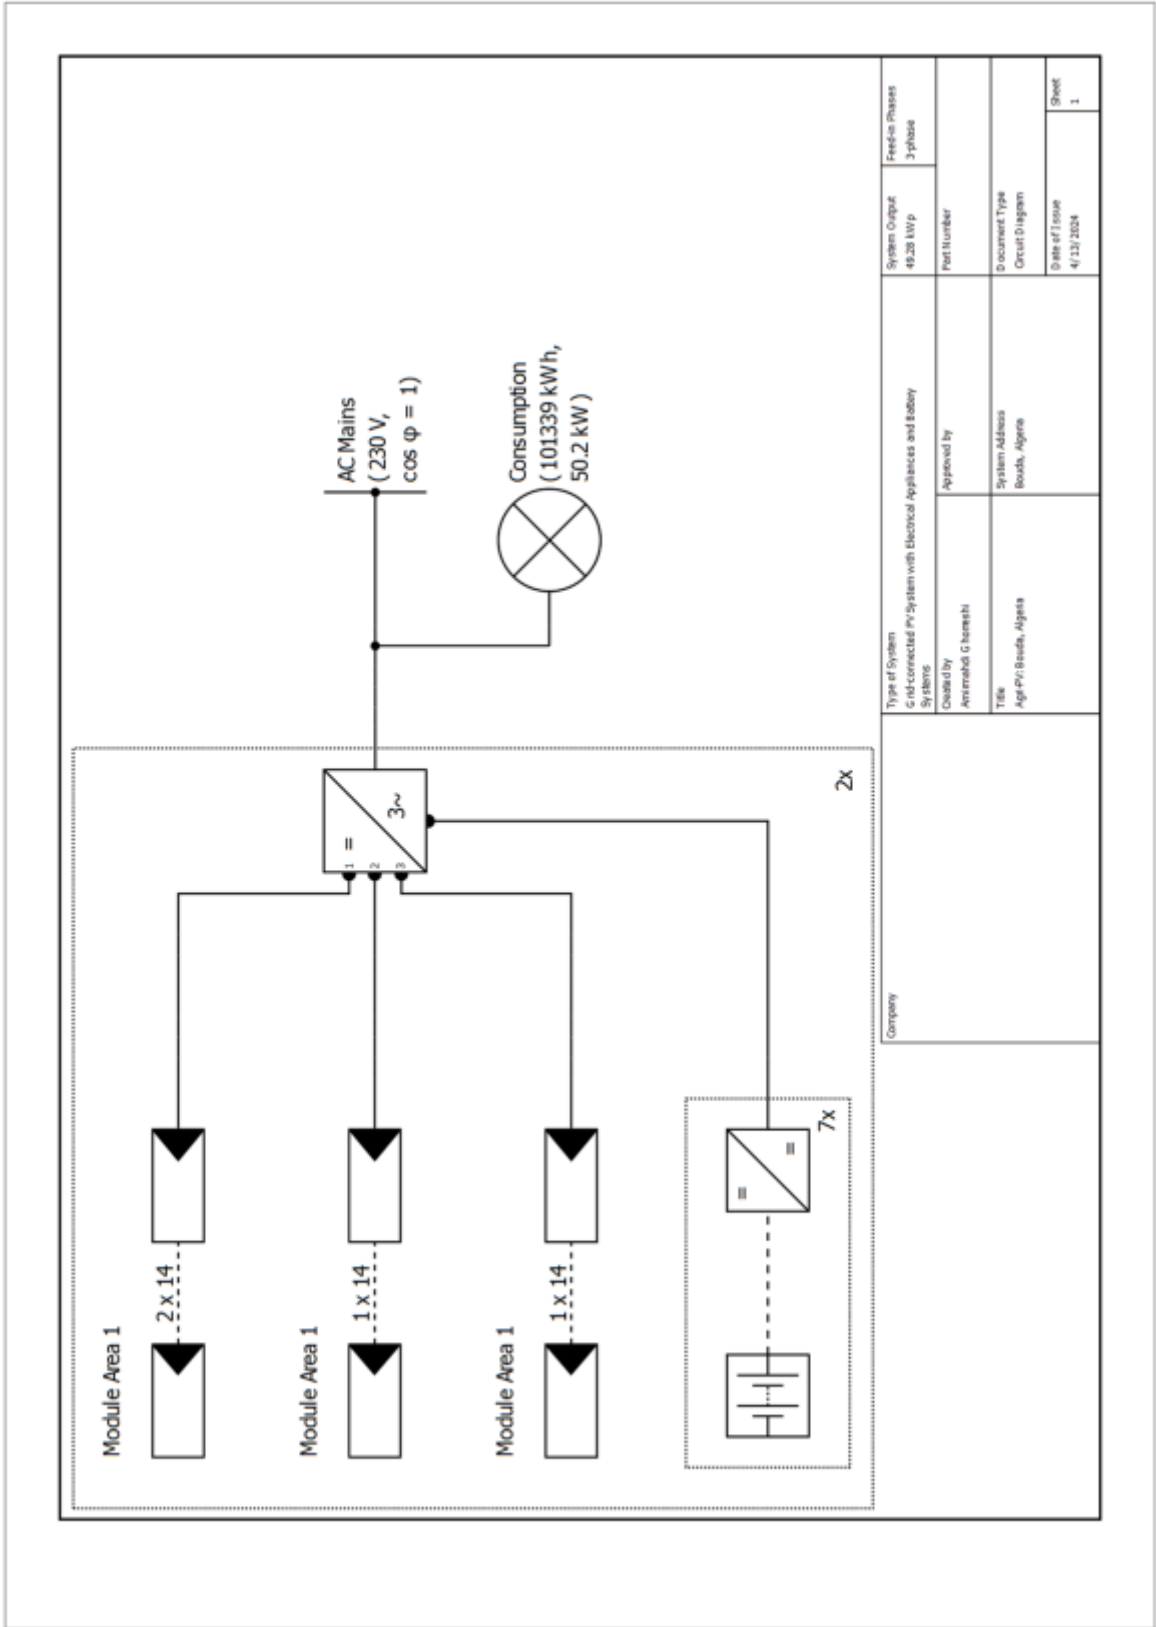 Module Area 1
2 x 14
Module Area 1
1 x 14
Module Area 1
1 x 14
1
2
3
=
3~
AC Mains
(230 V,
cos φ = 1)
Consumption
(101339 kWh,
50.2 kW)
=
=
7x
2x
Company
Type of System
Grid-connected PV System with Electrical Appliances and Battery
Systems
System Output
49.28 kWp
Feed-in Phases
3-phase
Created by
Amirmahdi Ghoreshi
Approved by
Part Number
Title
Agri-PV: Bouda, Algeria
System Address
Bouda, Algeria
Document Type
Circuit Diagram
Date of Issue
4/13/2024
Sheet
1